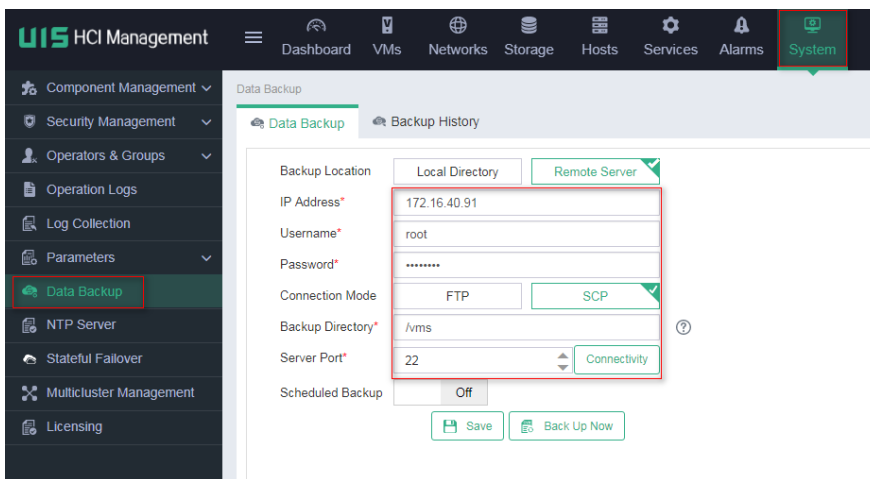 UIS HCI Management
Dashboard VMs Networks Storage Hosts Services Alarms System
Component Management
Security Management
Operators & Groups
Operation Logs
Log Collection
Parameters
Data Backup
NTP Server
Stateful Failover
Multicluster Management
Licensing
Data Backup
Data Backup Backup History
Backup Location Local Directory Remote Server
IP Address* 172.16.40.91
Username* root
Password* ••••••••
Connection Mode FTP SCP
Backup Directory* /vms ?
Server Port* 22 Connectivity
Scheduled Backup Off
Save Back Up Now